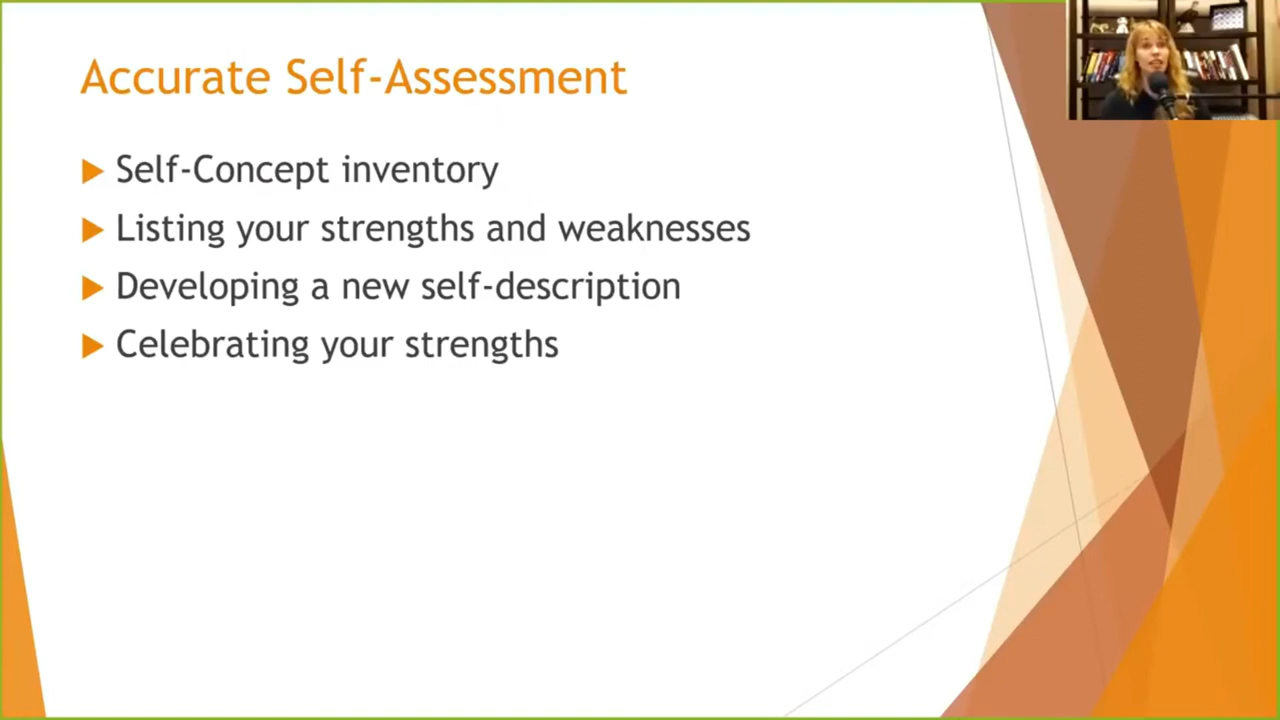 Accurate Self-Assessment
Self-Concept inventory
Listing your strengths and weaknesses
Developing a new self-description
Celebrating your strengths